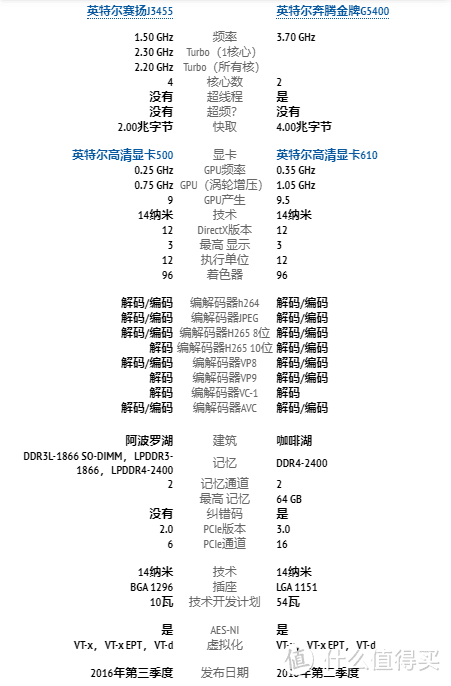 英特尔赛扬J3455 英特尔奔腾金牌G5400
1.50 GHz 频率 3.70 GHz
2.30 GHz Turbo（1核心）
2.20 GHz Turbo（所有核）
4 核心数 2
没有 超线程 是
没有 超频？ 没有
2.00兆字节 快取 4.00兆字节
英特尔高清显卡500 显卡 英特尔高清显卡610
0.25 GHz GPU频率 0.35 GHz
0.75 GHz GPU（涡轮增压） 1.05 GHz
9 GPU产生 9.5
14纳米 技术 14纳米
12 DirectX版本 12
3 最高 显示 3
12 执行单位 12
96 着色器 96
解码/编码 编解码器h264 解码/编码
解码/编码 编解码器JPEG 解码/编码
解码/编码 编解码器H265 8位 解码/编码
解码 编解码器H265 10位 解码/编码
解码/编码 编解码器VP8 解码/编码
解码 编解码器VP9 解码/编码
解码 编解码器VC-1 解码
解码/编码 编解码器AVC 解码/编码
阿波罗湖 建筑 咖啡湖
DDR3L-1866 SO-DIMM，LPDDR3-
1866，LPDDR4-2400 记忆 DDR4-2400
2 记忆通道 2
最高 记忆 64 GB
没有 纠错码 是
2.0 PCIe版本 3.0
6 PCIe通道 16
14纳米 技术 14纳米
BGA 1296 插座 LGA 1151
10瓦 技术开发计划 54瓦
是 AES-NI 是
VT-x，VT-x EPT，VT-d 虚拟化 VT-x，VT-x EPT，VT-d
2016年第三季度 发布日期 2018年第二季度
值 什么值得买